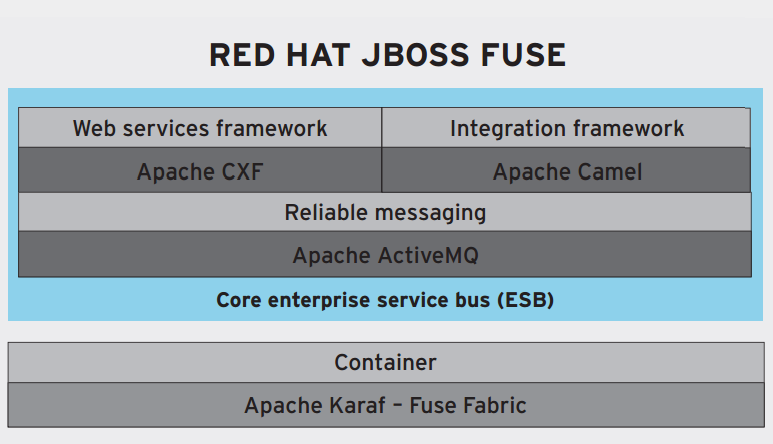 RED HAT JBOSS FUSE
Web services framework
Integration framework
Apache CXF
Apache Camel
Reliable messaging
Apache ActiveMQ
Core enterprise service bus (ESB)
Container
Apache Karaf – Fuse Fabric